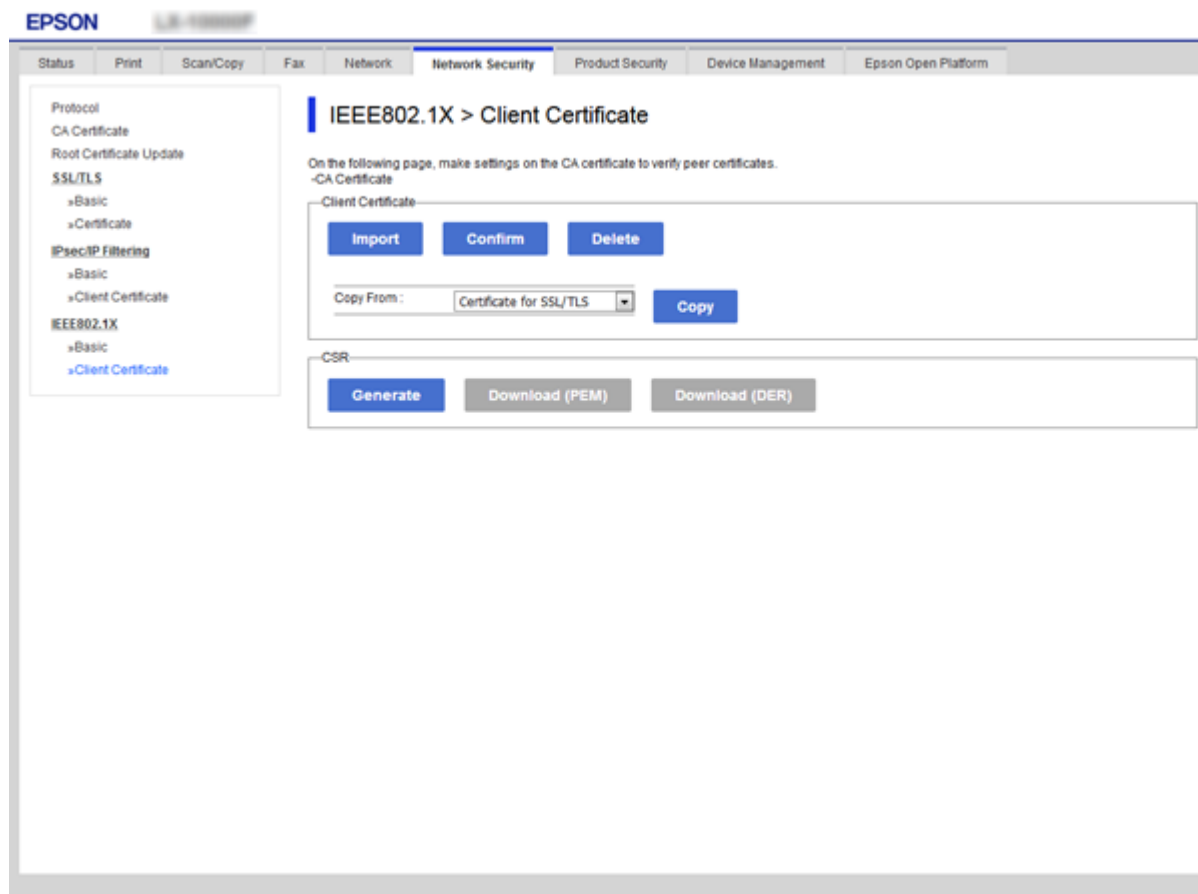 EPSON
Status Print Scan/Copy Fax Network Network Security Product Security Device Management Epson Open Platform
Protocol
CA Certificate
Root Certificate Update
SSL/TLS
»Basic
»Certificate
IPsec/IP Filtering
»Basic
»Client Certificate
IEEE802.1X
»Basic
»Client Certificate
IEEE802.1X > Client Certificate
On the following page, make settings on the CA certificate to verify peer certificates.
-CA Certificate
Client Certificate
Import Confirm Delete
Copy From : Certificate for SSL/TLS Copy
CSR
Generate Download (PEM) Download (DER)